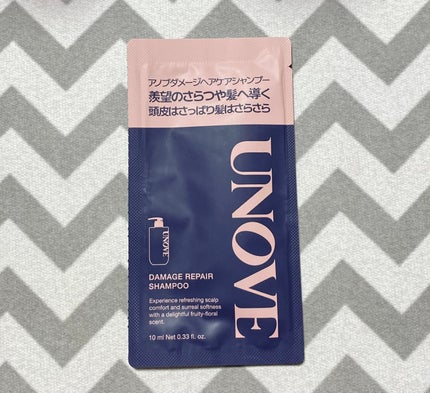 アノブダメージヘアケアシャンプー
羨望のさらつや髪へ導く
頭皮はさっぱり髪はさらさら
UNOVE
UNOVE
DAMAGE REPAIR
SHAMPOO
Experience refreshing scalp
comfort and surreal softness
with a delightful fruity-floral
scent.
10 ml Net 0.33 fl. oz.